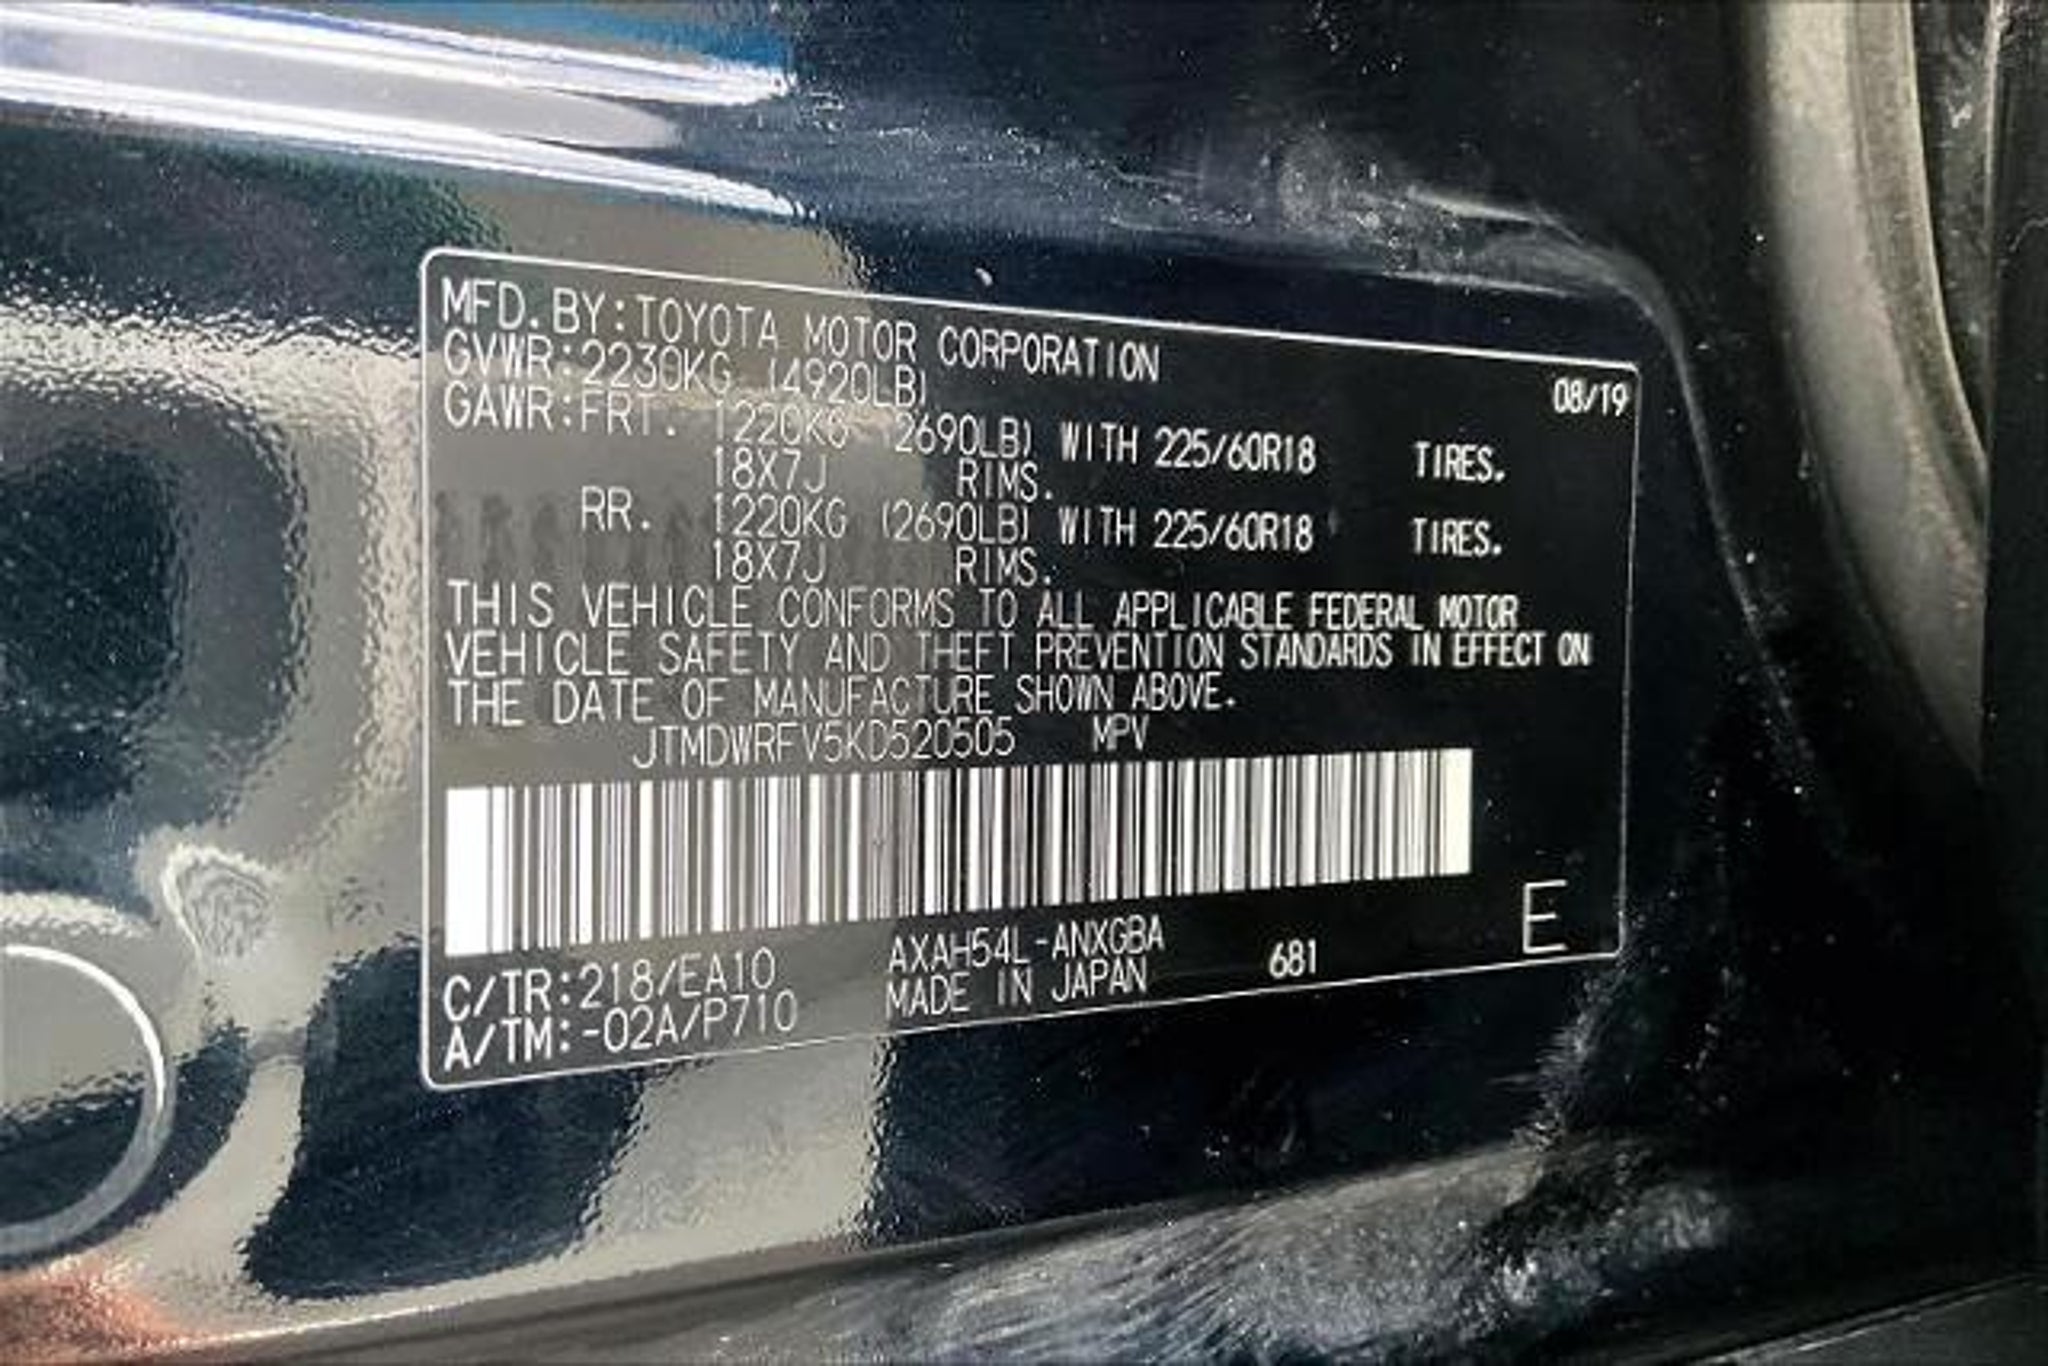 MFD. BY:TOYOTA MOTOR CORPORATION 08/19
GVWR:2230KG (4920LB)
GAWR:FRT. 1220KG (2690LB) WITH 225/60R18 TIRES.
18X7J RIMS.
RR. 1220KG (2690LB) WITH 225/60R18 TIRES.
18X7J RIMS.
THIS VEHICLE CONFORMS TO ALL APPLICABLE FEDERAL MOTOR
VEHICLE SAFETY AND THEFT PREVENTION STANDARDS IN EFFECT ON
THE DATE OF MANUFACTURE SHOWN ABOVE.
JTMDWRFV5KD520505 MPV
C/TR:218/EA10 AXAH54L-ANXGBA 681 E
A/TM:-02A/P710 MADE IN JAPAN